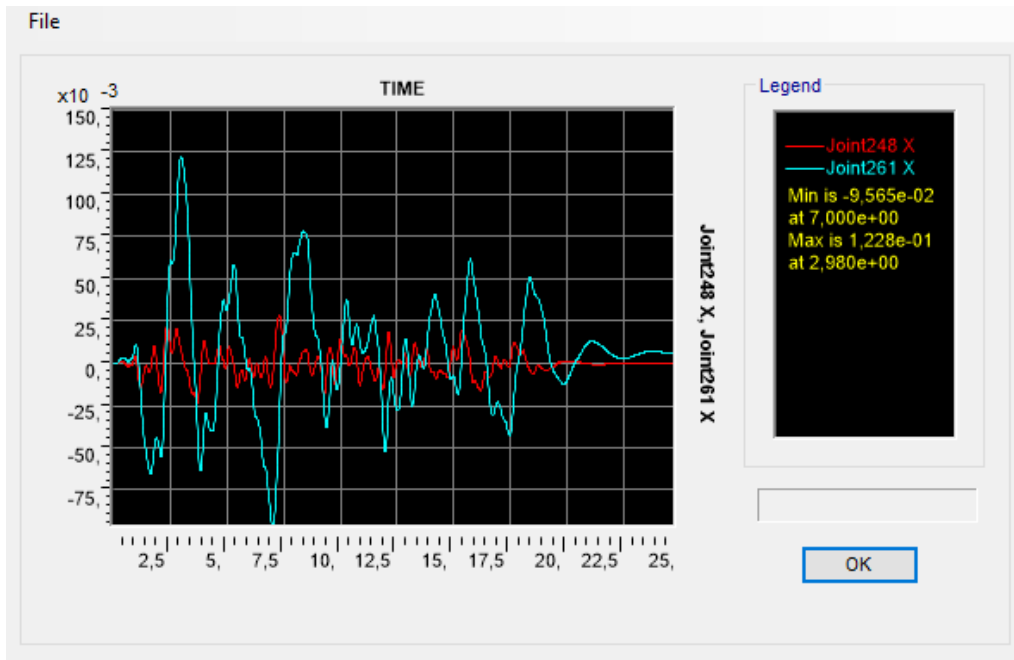 File
x10 -3
TIME
150,
125,
100,
75,
50,
25,
0,
-25,
-50,
-75,
2,5 5, 7,5 10, 12,5 15, 17,5 20, 22,5 25,
Joint248 X, Joint261 X
Legend
Joint248 X
Joint261 X
Min is -9,565e-02
at 7,000e+00
Max is 1,228e-01
at 2,980e+00
OK